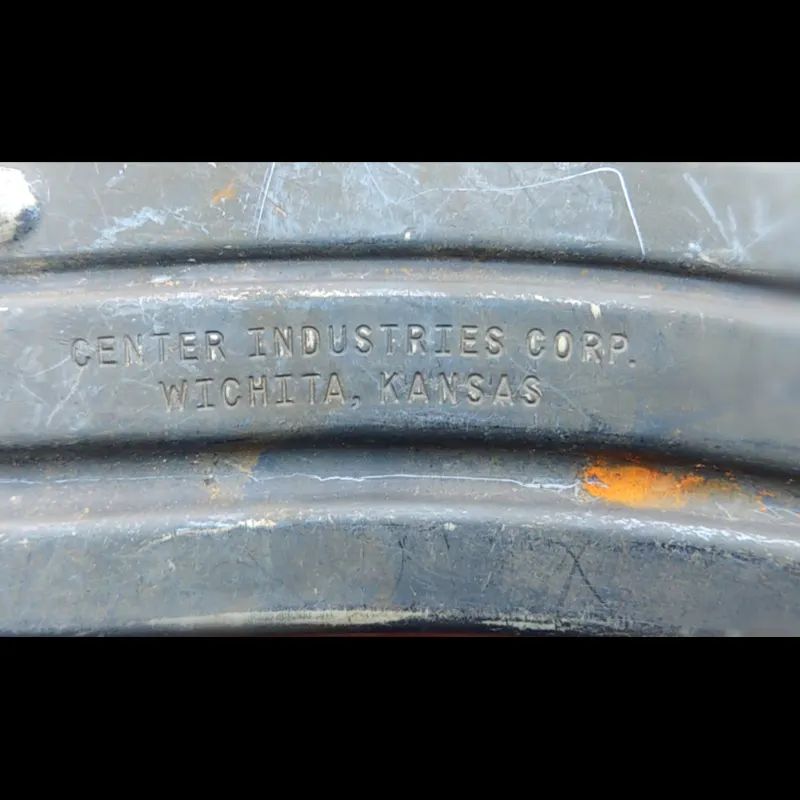 CENTER INDUSTRIES CORP.
WICHITA, KANSAS